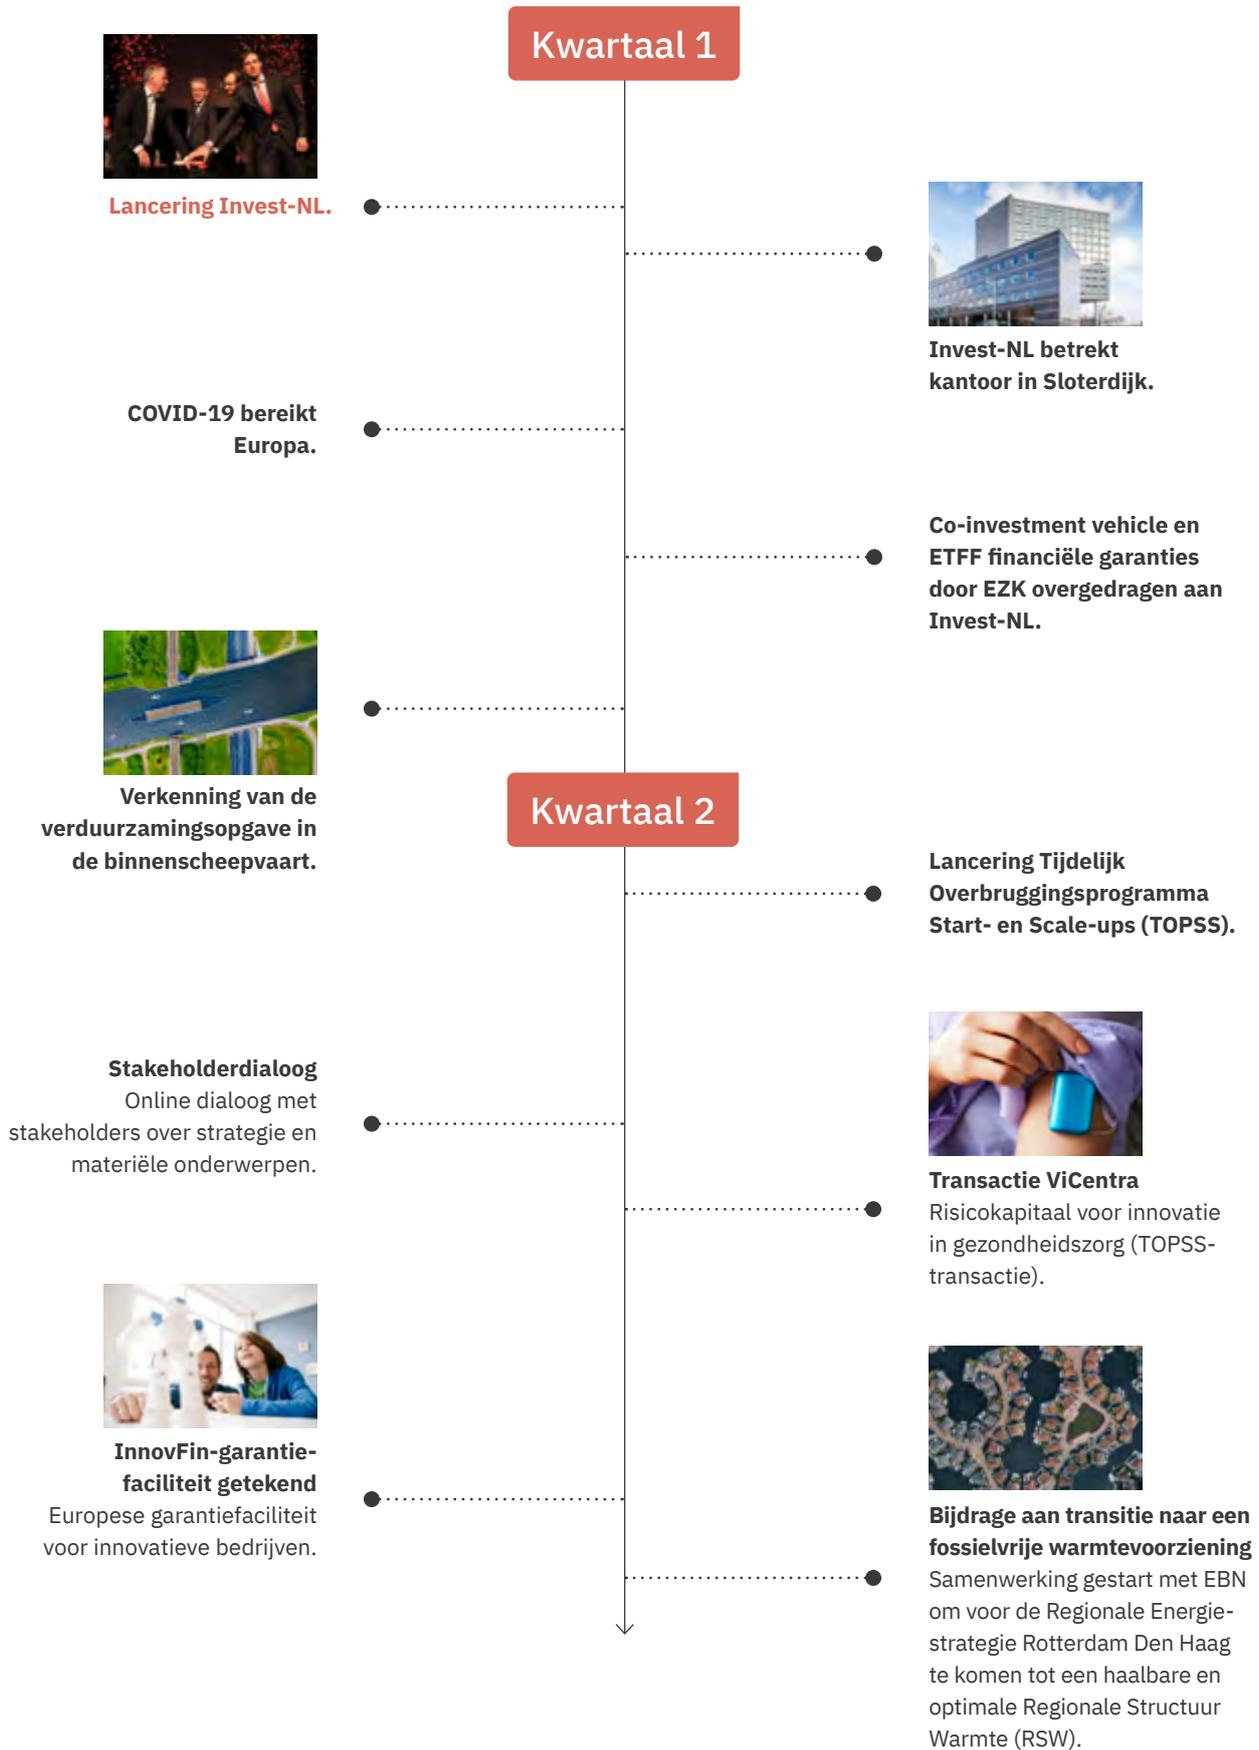 Kwartaal 1
Lancering Invest-NL.
Invest-NL betrekt
kantoor in Sloterdijk.
COVID-19 bereikt
Europa.
Co-investment vehicle en
ETFF financiële garanties
door EZK overgedragen aan
Invest-NL.
Verkenning van de
verduurzamingsopgave in
de binnenscheepvaart.
Kwartaal 2
Lancering Tijdelijk
Overbruggingsprogramma
Start- en Scale-ups (TOPSS).
Stakeholderdialoog
Online dialoog met
stakeholders over strategie en
materiële onderwerpen.
Transactie ViCentra
Risicokapitaal voor innovatie
in gezondheidszorg (TOPSS-
transactie).
InnovFin-garantie-
faciliteit getekend
Europese garantiefaciliteit
voor innovatieve bedrijven.
Bijdrage aan transitie naar een
fossielvrije warmtevoorziening
Samenwerking gestart met EBN
om voor de Regionale Energie-
strategie Rotterdam Den Haag
te komen tot een haalbare en
optimale Regionale Structuur
Warmte (RSW).